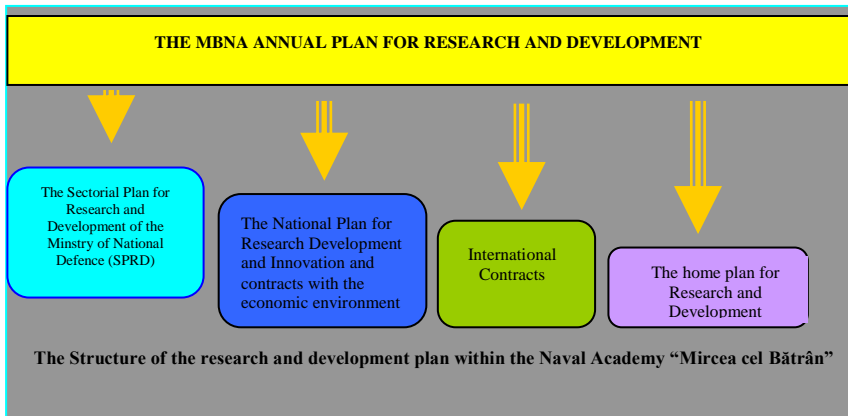 THE MBNA ANNUAL PLAN FOR RESEARCH AND DEVELOPMENT
The Sectorial Plan for
Research and
Development of the
Minstry of National
Defence (SPRD)
The National Plan for
Research Development
and Innovation and
contracts with the
economic environment
International
Contracts
The home plan for
Research and
Development
The Structure of the research and development plan within the Naval Academy “Mircea cel Bătrân”